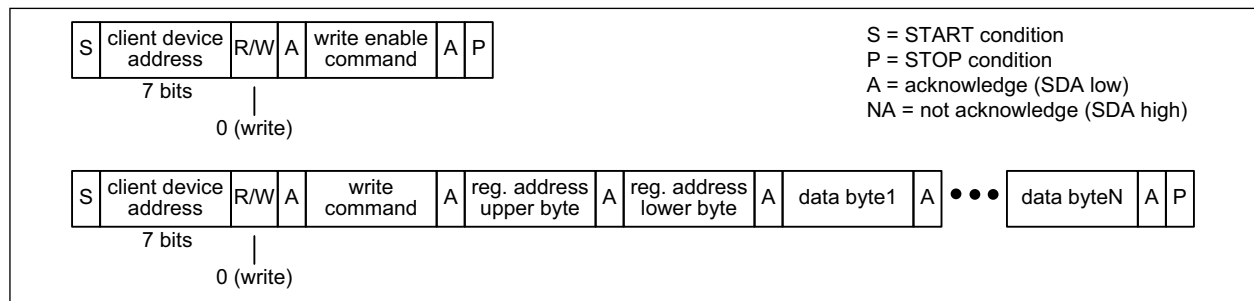 S client device address R/W A write enable command A P
7 bits
0 (write)
S = START condition
P = STOP condition
A = acknowledge (SDA low)
NA = not acknowledge (SDA high)
S client device address R/W A write command A reg. address upper byte A reg. address lower byte A data byte1 A ••• data byteN A P
7 bits
0 (write)